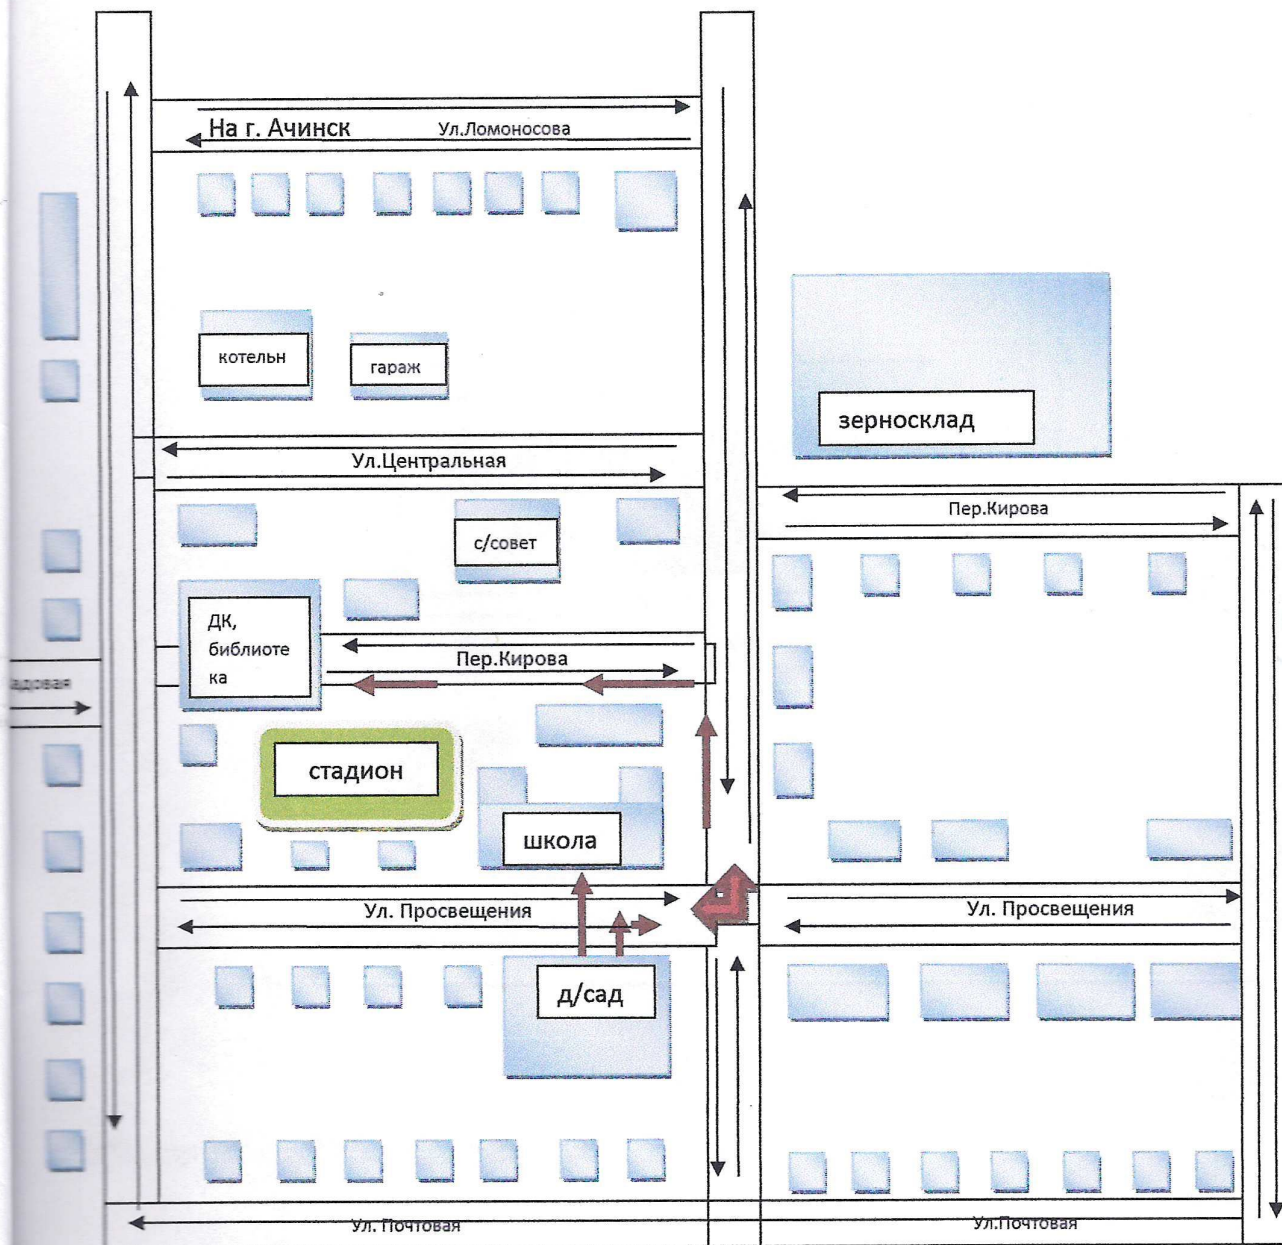 На г. Ачинск
Ул.Ломоносова
котельн
гараж
зерносклад
Ул.Центральная
Пер.Кирова
с/совет
ДК,
библиоте
ка
Пер.Кирова
адовая
стадион
школа
Ул. Просвещения
Ул. Просвещения
д/сад
Ул. Почтовая
Ул.Почтовая